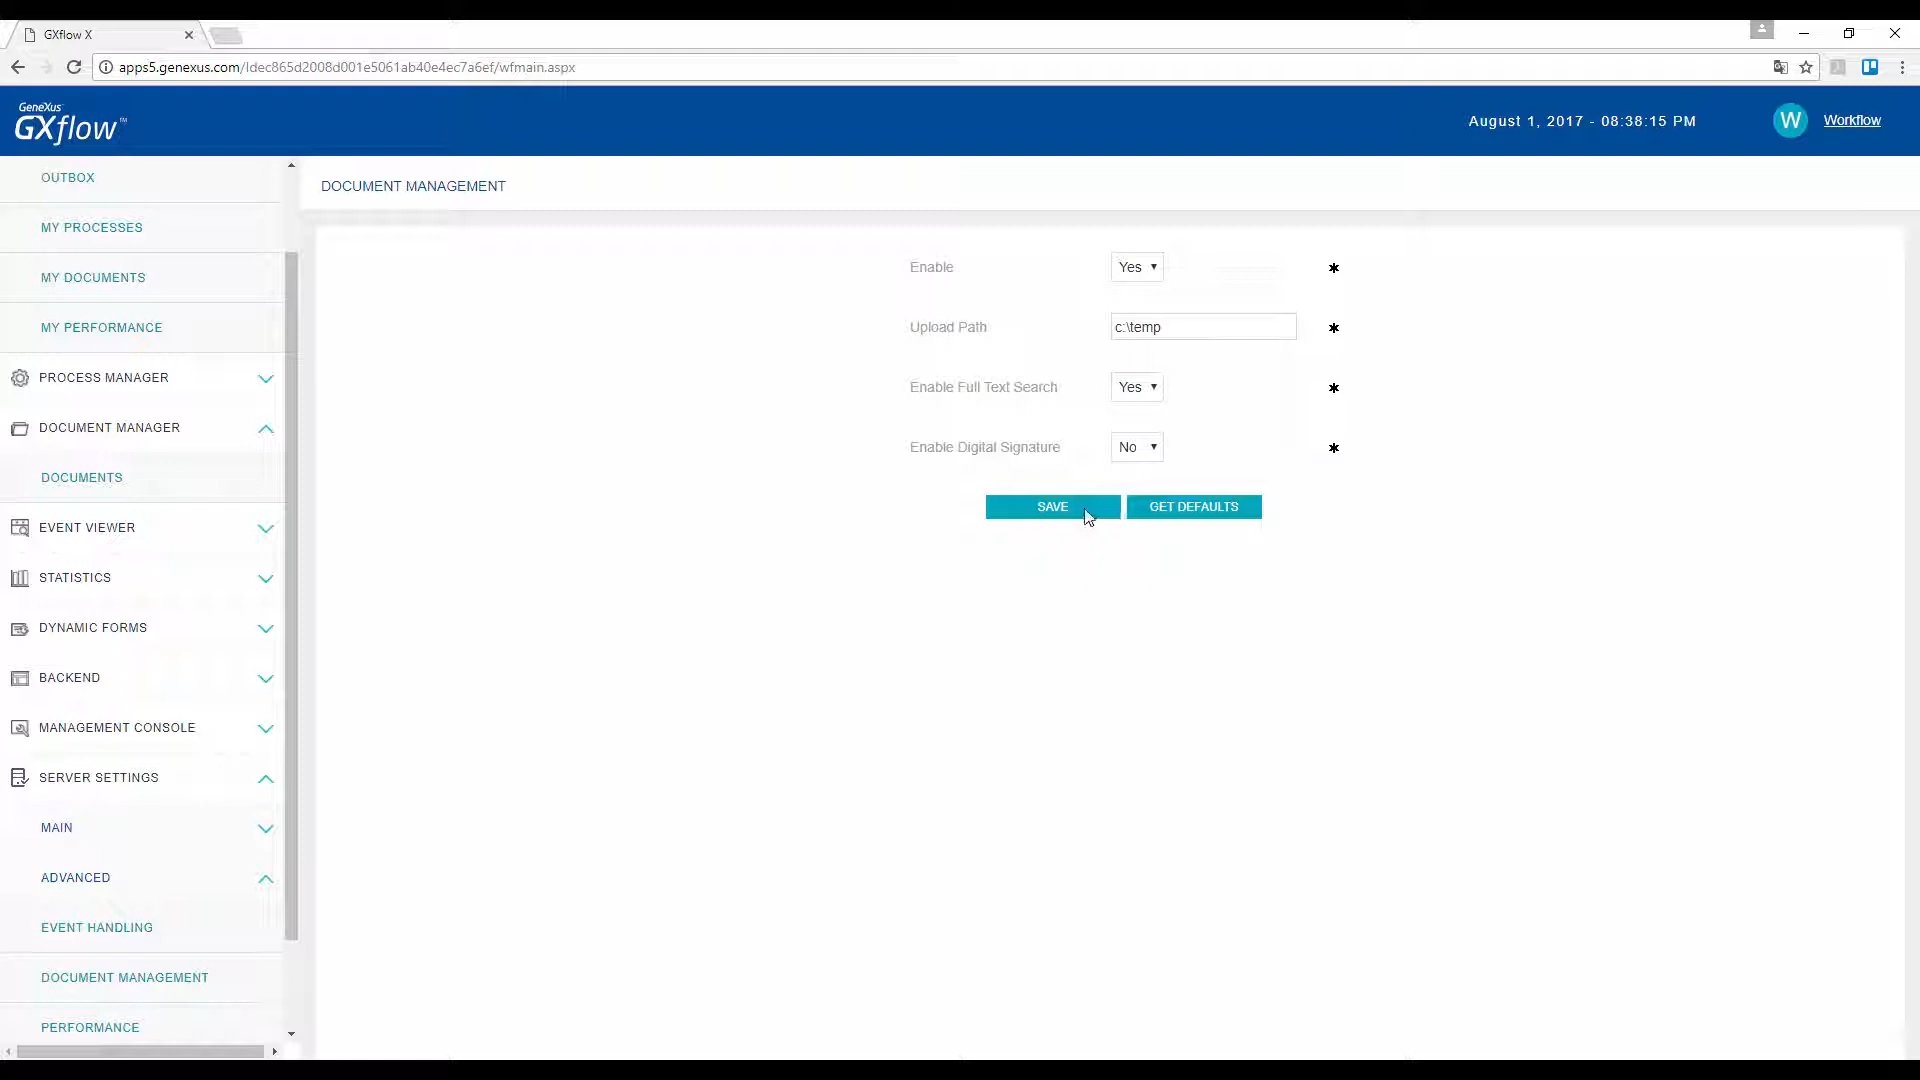 GXflow X
apps5.genexus.com/Idec865d2008d001e5061ab40e4ec7a6ef/wfmain.aspx
GeneXus
GXflow™
August 1, 2017 - 08:38:15 PM
W
Workflow
OUTBOX
MY PROCESSES
MY DOCUMENTS
MY PERFORMANCE
PROCESS MANAGER
DOCUMENT MANAGER
DOCUMENTS
EVENT VIEWER
STATISTICS
DYNAMIC FORMS
BACKEND
MANAGEMENT CONSOLE
SERVER SETTINGS
MAIN
ADVANCED
EVENT HANDLING
DOCUMENT MANAGEMENT
PERFORMANCE
DOCUMENT MANAGEMENT
Enable Yes *
Upload Path c:\temp *
Enable Full Text Search Yes *
Enable Digital Signature No *
SAVE GET DEFAULTS